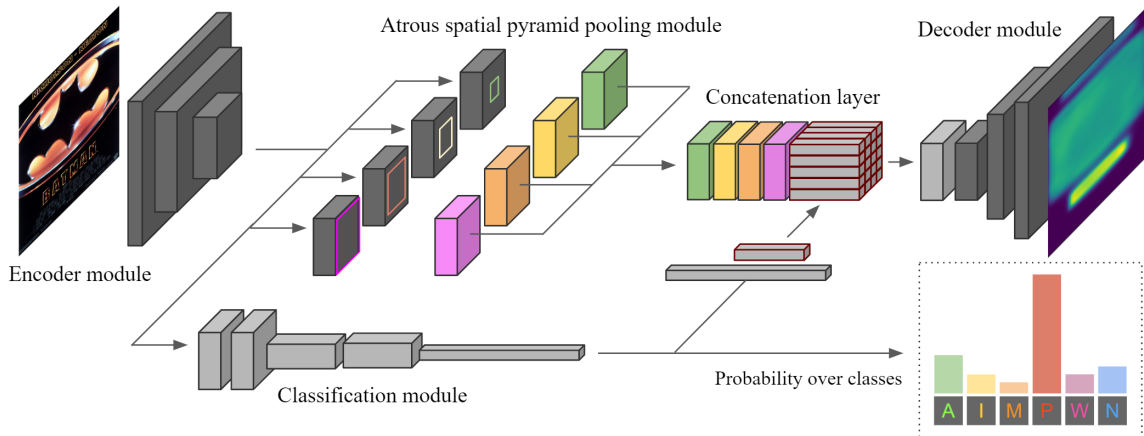 Atrous spatial pyramid pooling module
Decoder module
Concatenation layer
BATMAN
Encoder module
Classification module
Probability over classes
A I M P W N